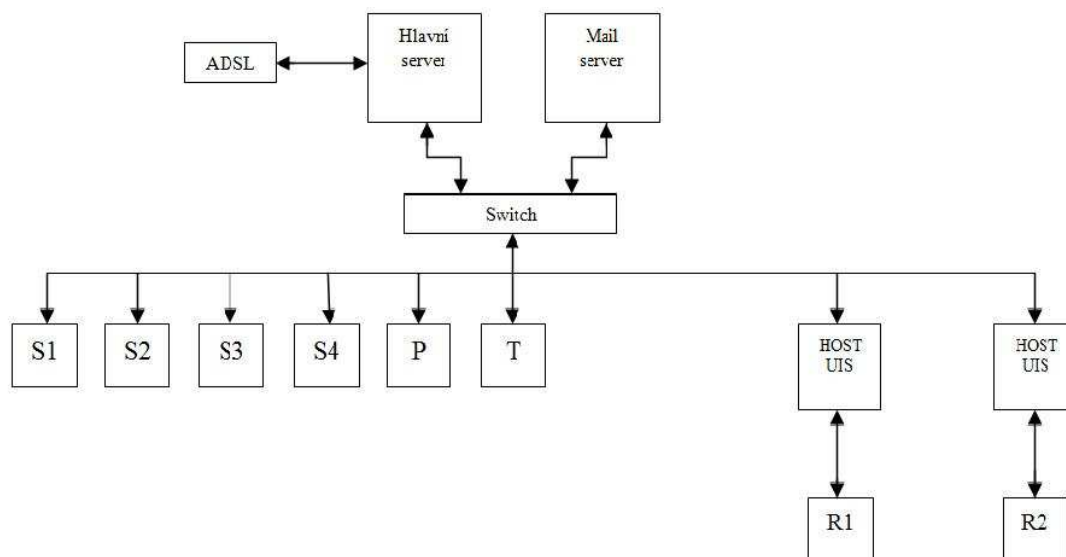 Hlavní
server
Mail
server
ADSL
Switch
S1
S2
S3
S4
P
T
HOST
UIS
HOST
UIS
R1
R2